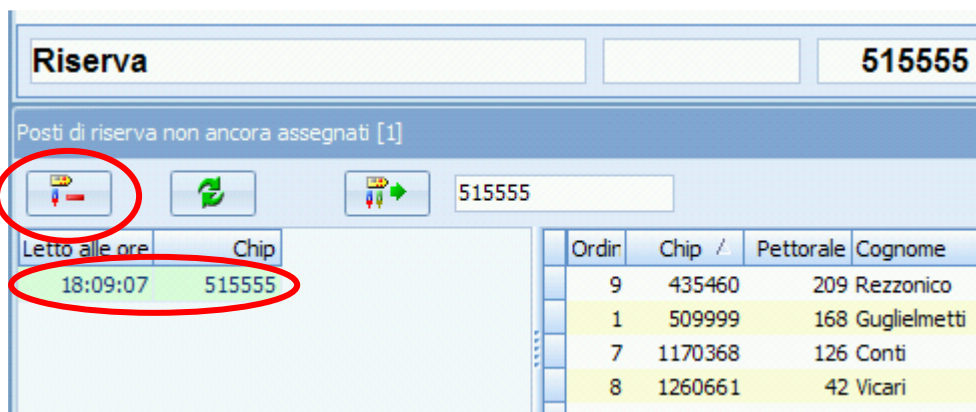 Riserva 515555
Posti di riserva non ancora assegnati [1]
515555
Letto alle ore Chip
18:09:07 515555
Ordin Chip Pettorale Cognome
9 435460 209 Rezzonico
1 509999 168 Guglielmetti
7 1170368 126 Conti
8 1260661 42 Vicari